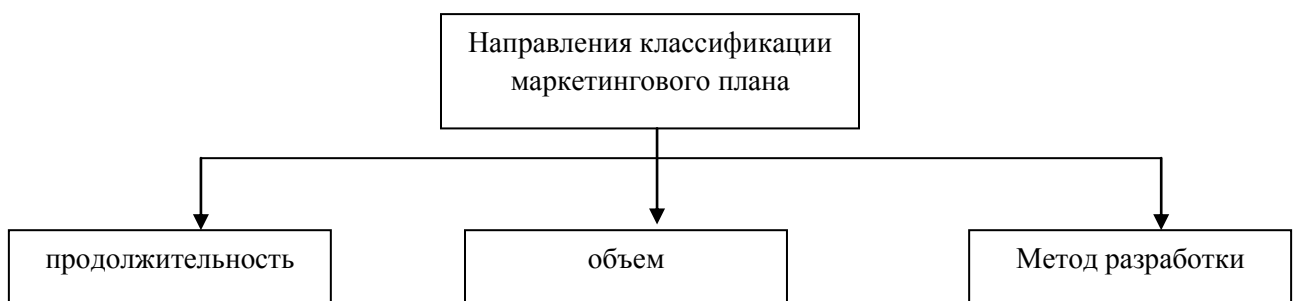 Направления классификации
маркетингового плана
продолжительность
объем
Метод разработки